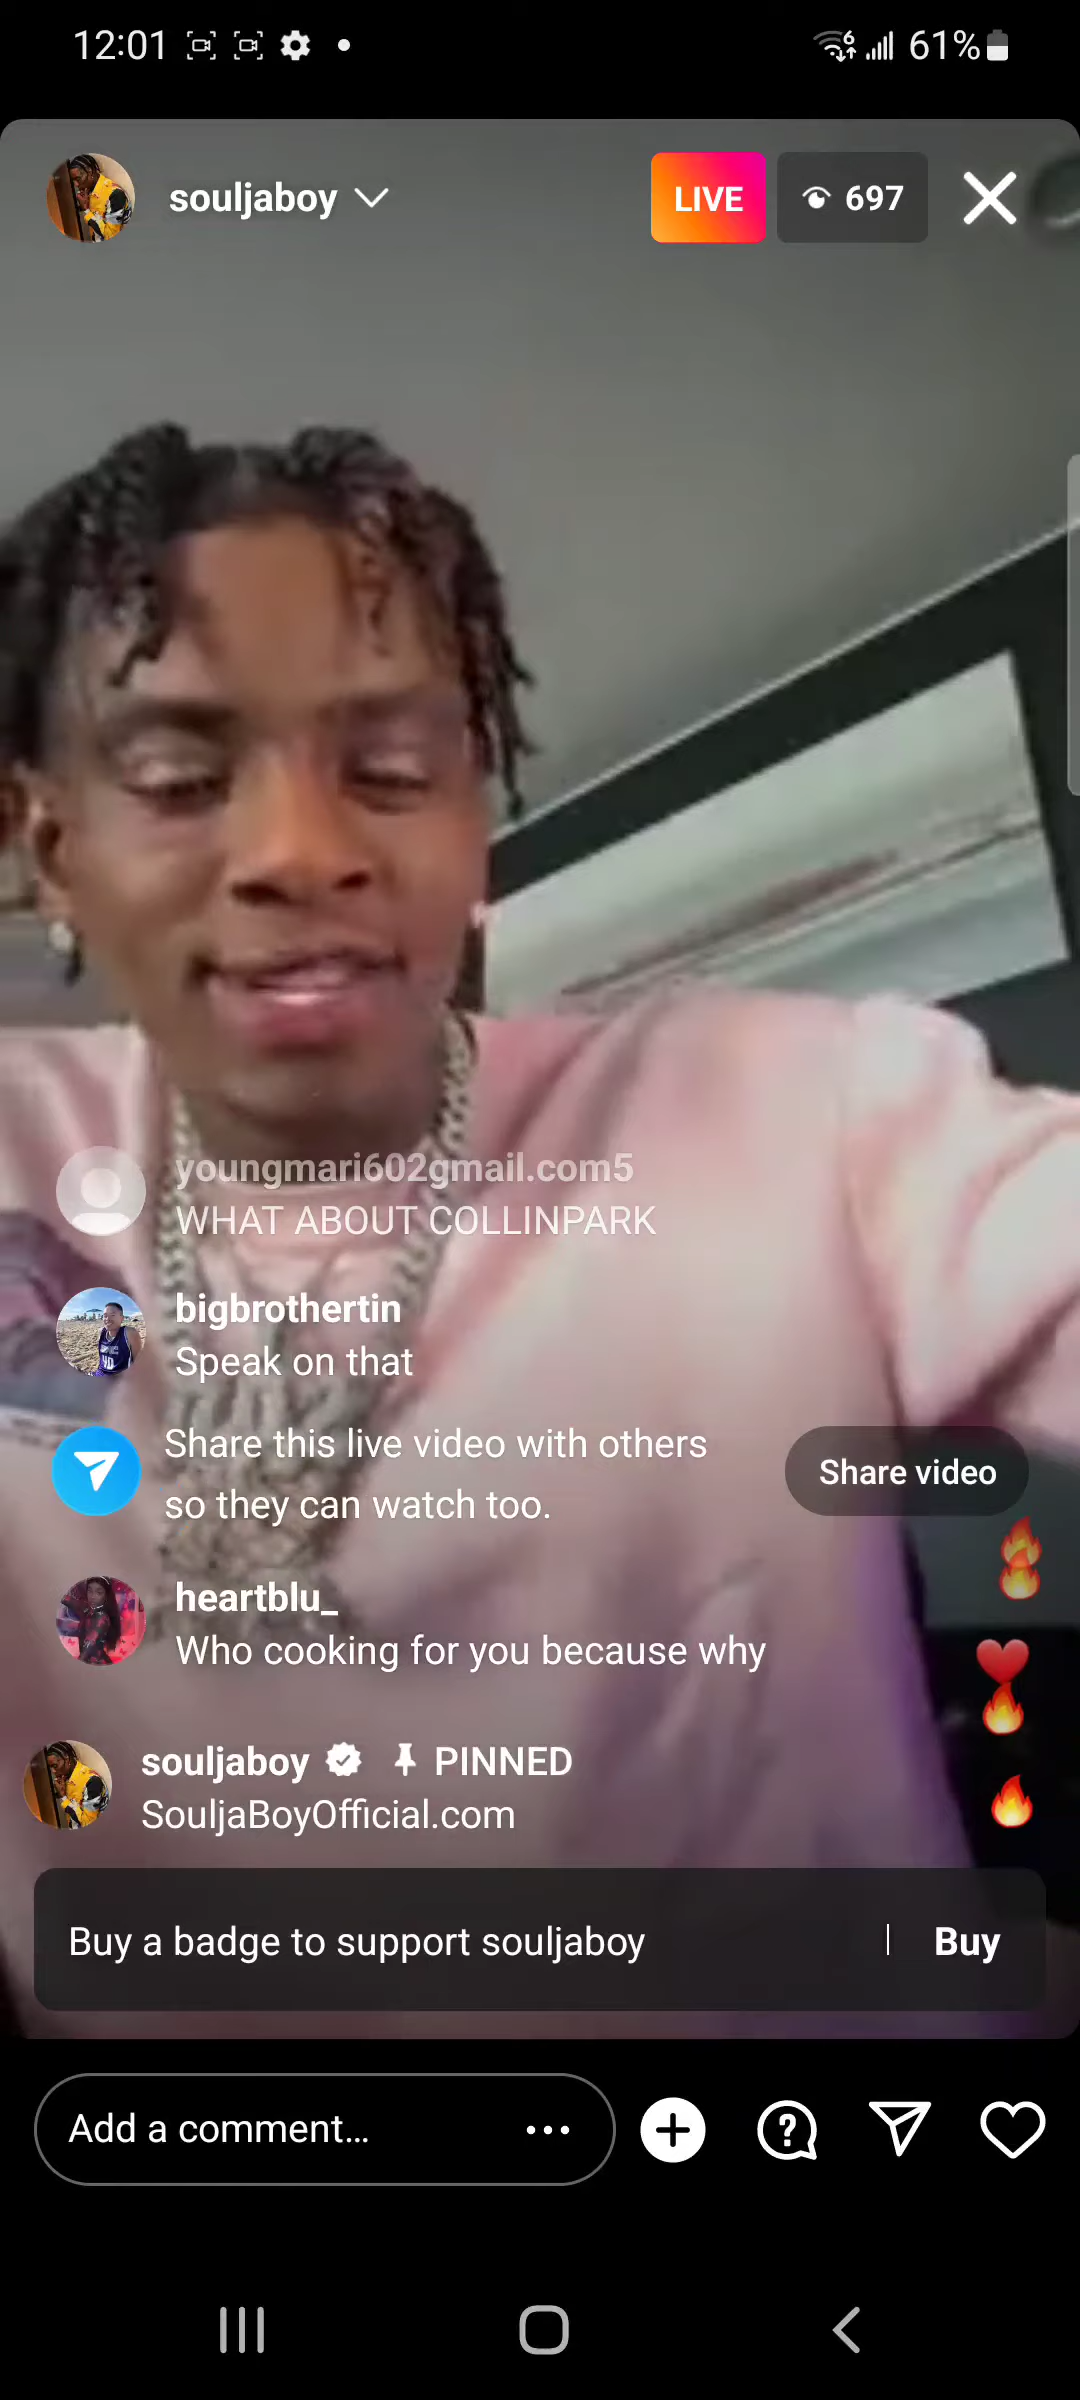 12:01
6 61%
souljaboy
LIVE
697
youngmari602gmail.com5
WHAT ABOUT COLLINPARK
bigbrothertin
Speak on that
Share this live video with others
so they can watch too.
Share video
heartblu_
Who cooking for you because why
souljaboy PINNED
SouljaBoyOfficial.com
Buy a badge to support souljaboy | Buy
Add a comment...